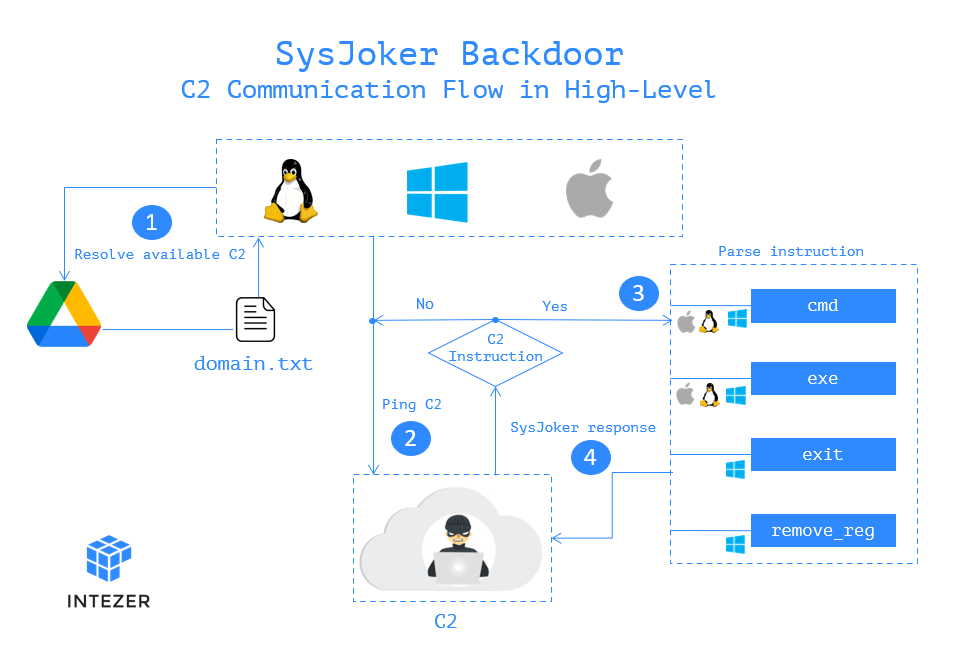 SysJoker Backdoor
C2 Communication Flow in High-Level
1
Resolve available C2
domain.txt
No
Yes
3
Parse instruction
cmd
exe
exit
remove_reg
C2
Instruction
Ping C2
2
SysJoker response
4
C2
INTEZER